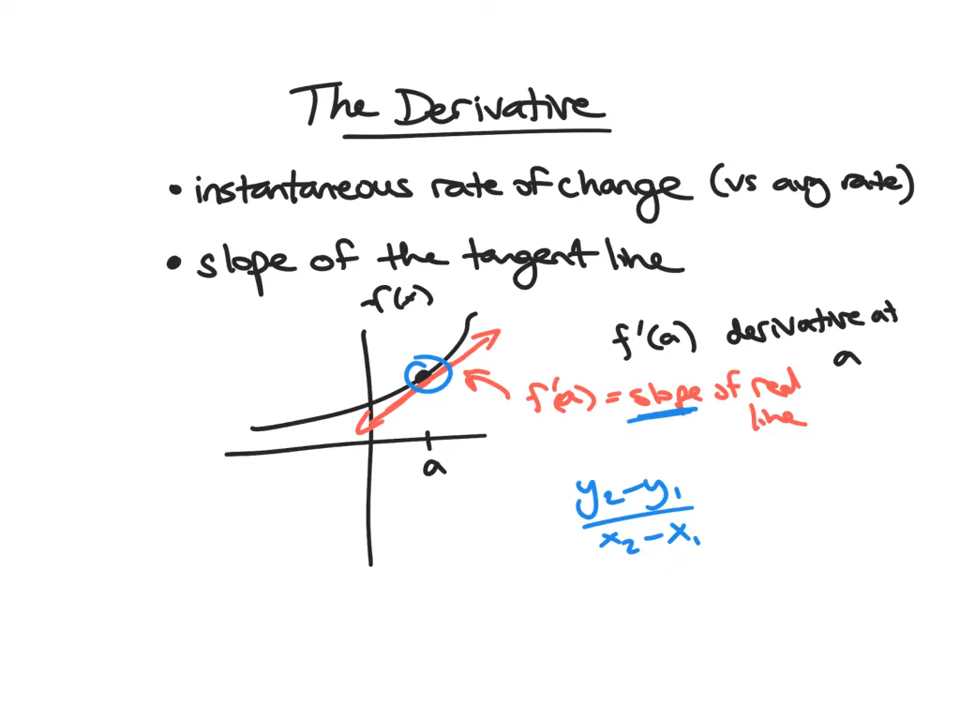 The Derivative
• instantaneous rate of change (vs avg rate)
• slope of the tangent line
f(x)
f'(a) derivative at
a
f'(a) = slope of red
line
a
y₂-y₁
x₂-x₁